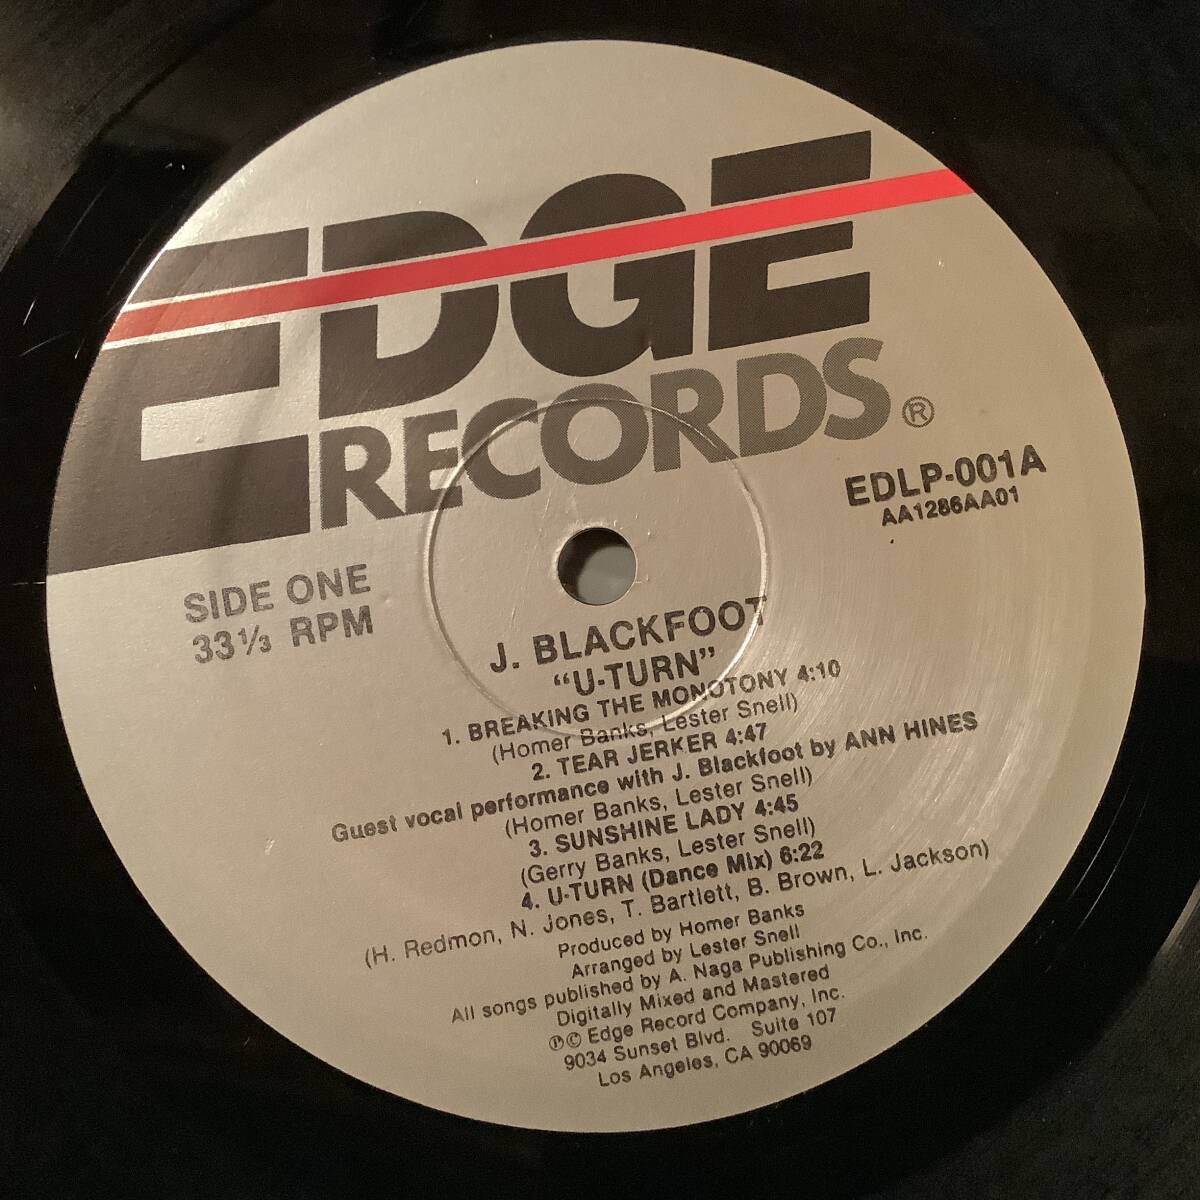 EDGE
RECORDS ®
EDLP-001A
AA1286AA01
SIDE ONE
33⅓ RPM
J. BLACKFOOT
“U-TURN”
1. BREAKING THE MONOTONY 4:10
(Homer Banks, Lester Snell)
2. TEAR JERKER 4:47
Guest vocal performance with J. Blackfoot by ANN HINES
(Homer Banks, Lester Snell)
3. SUNSHINE LADY 4:45
(Gerry Banks, Lester Snell)
4. U-TURN (Dance Mix) 6:22
(H. Redmon, N. Jones, T. Bartlett, B. Brown, L. Jackson)
Produced by Homer Banks
Arranged by Lester Snell
All songs published by A. Naga Publishing Co., Inc.
Digitally Mixed and Mastered
℗© Edge Record Company, Inc.
9034 Sunset Blvd. Suite 107
Los Angeles, CA 90069